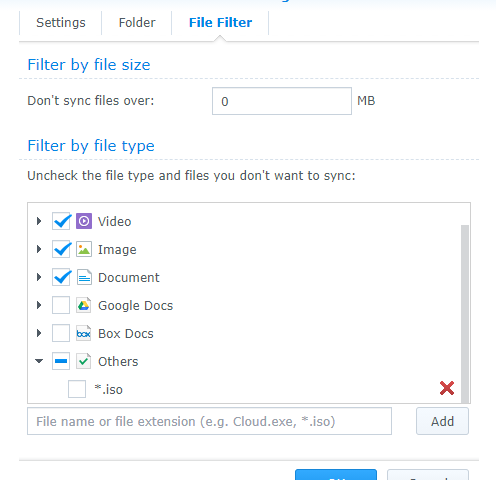 Settings
Folder
File Filter
Filter by file size
Don't sync files over:
0
MB
Filter by file type
Uncheck the file type and files you don't want to sync:
Video
Image
Document
Google Docs
box
Box Docs
Others
*.iso
File name or file extension (e.g. Cloud.exe, *.iso)
Add